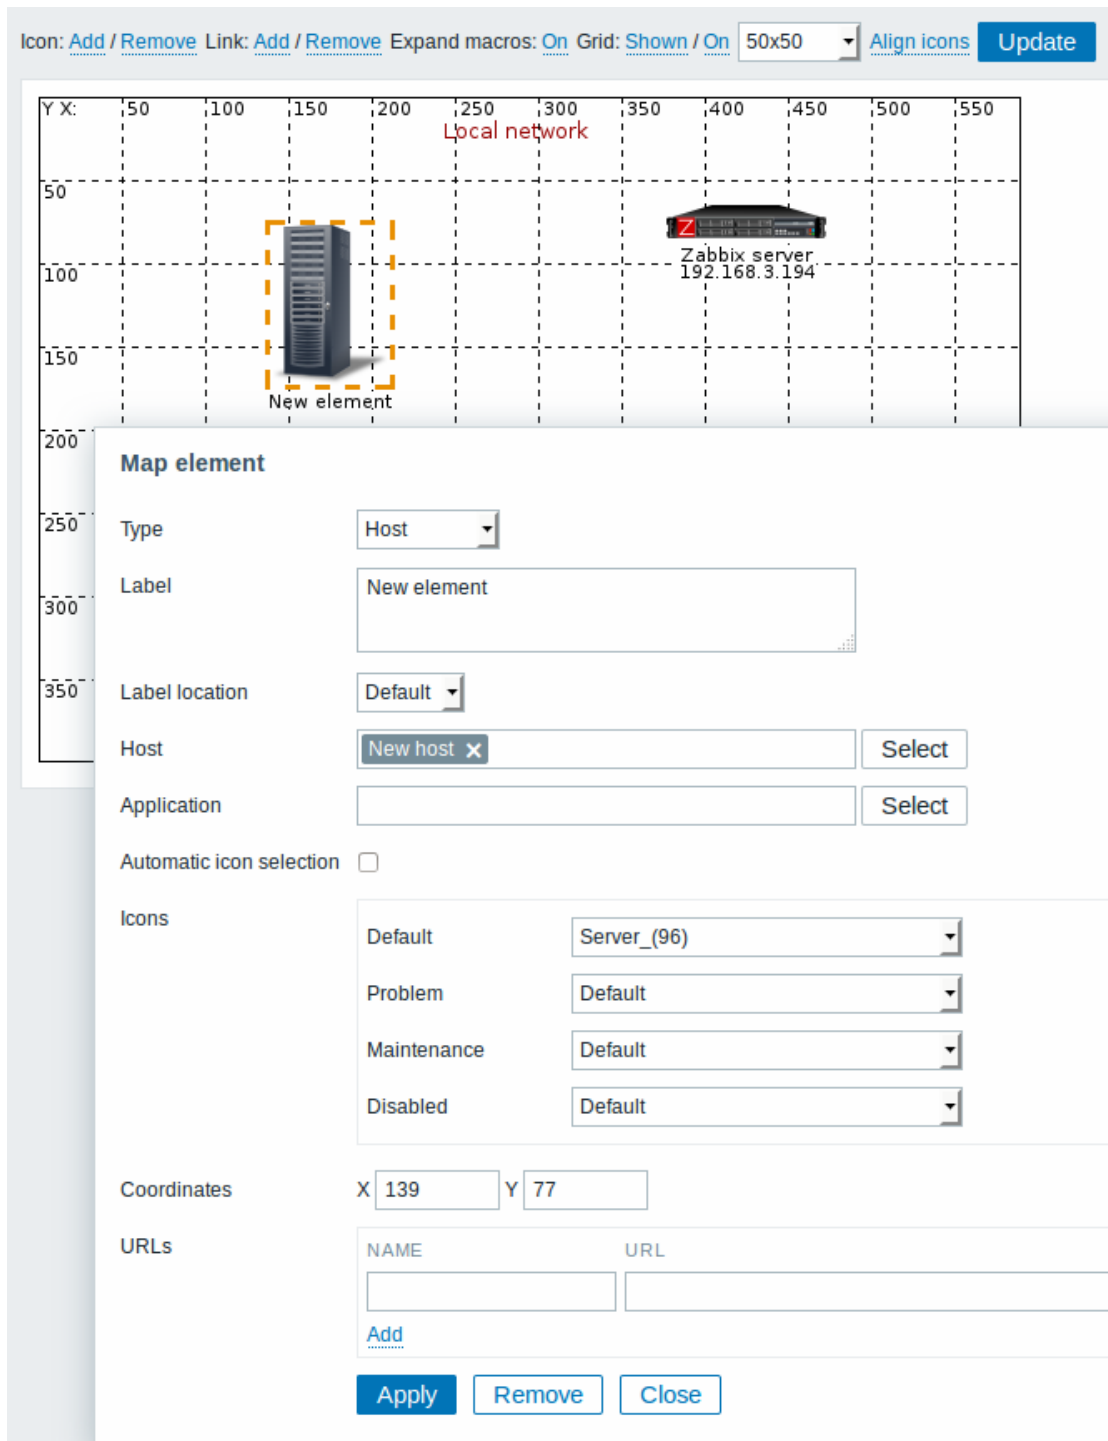 Icon: Add / Remove Link: Add / Remove Expand macros: On Grid: Shown / On 50x50 Align icons Update
Y X: 50 100 150 200 250 300 350 400 450 500 550
Local network
50
Z
Zabbix server
100
192.168.3.194
150
New element
200
Map element
250
Type Host
Label New element
300
350
Label location Default
Host New host Select
Application Select
Automatic icon selection
Icons
Default Server_(96)
Problem Default
Maintenance Default
Disabled Default
Coordinates X 139 Y 77
URLs NAME URL
Add
Apply Remove Close